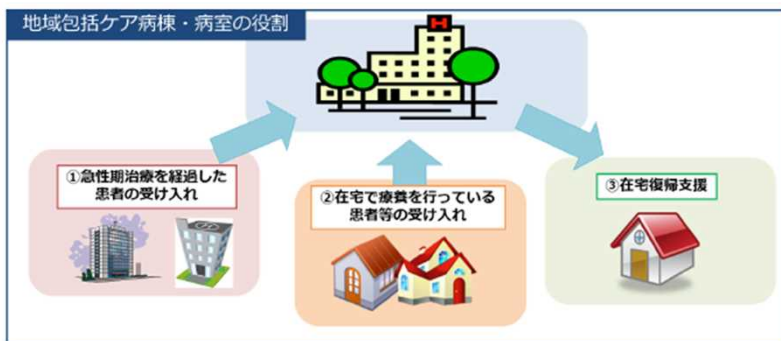 地域包括ケア病棟・病室の役割
H
①急性期治療を経過した
患者の受け入れ
②在宅で療養を行っている
患者等の受け入れ
③在宅復帰支援